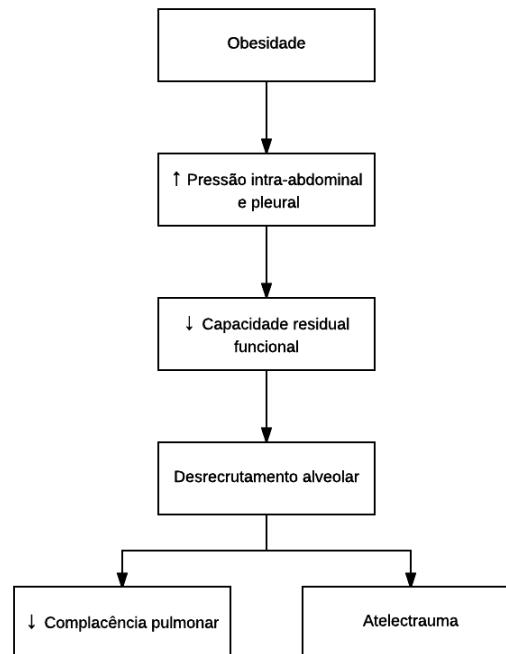 Obesidade
↑ Pressão intra-abdominal
e pleural
↓ Capacidade residual
funcional
Desrecrutamento alveolar
↓ Complacência pulmonar
Atelectrauma